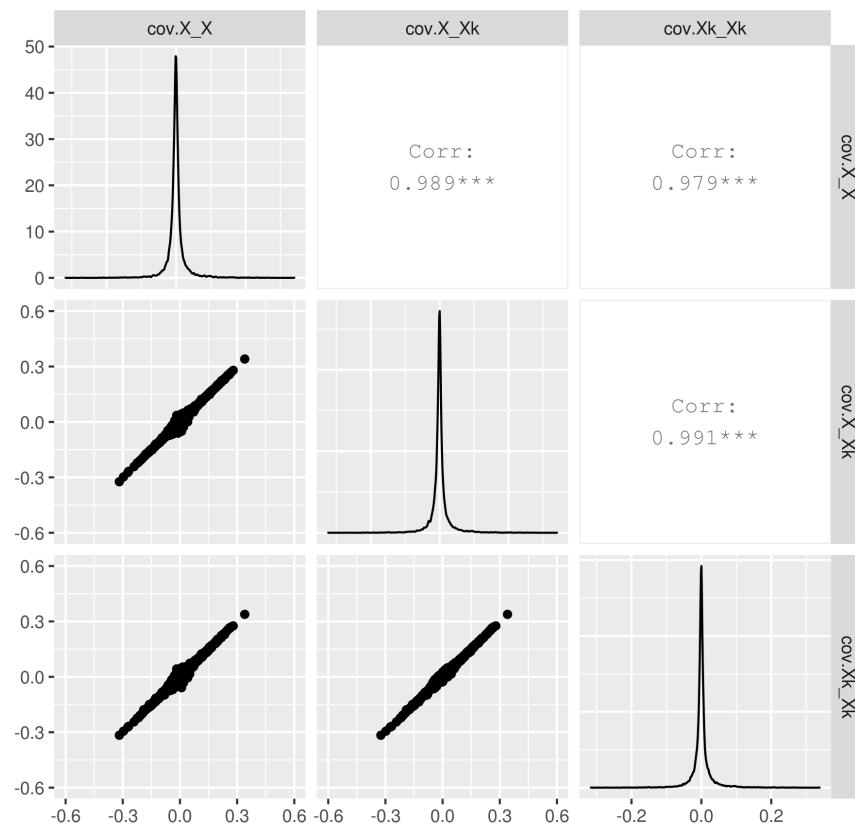 cov.X_X cov.X_Xk cov.Xk_Xk
50
40
30
20
10
0
Corr:
0.989***
Corr:
0.979***
cov.X_X
0.6
0.3
0.0
-0.3
-0.6
Corr:
0.991***
cov.X_Xk
0.6
0.3
0.0
-0.3
-0.6
cov.Xk_Xk
-0.6 -0.3 0.0 0.3 0.6 -0.6 -0.3 0.0 0.3 0.6 -0.2 0.0 0.2